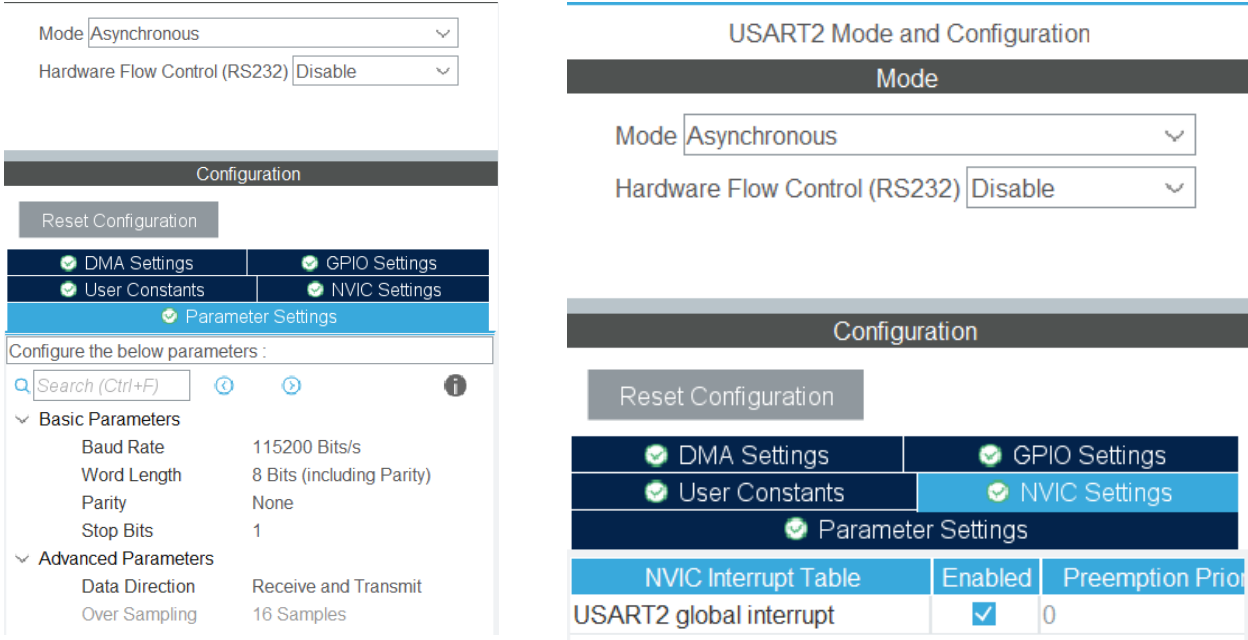 Mode Asynchronous
Hardware Flow Control (RS232) Disable
Configuration
Reset Configuration
DMA Settings GPIO Settings
User Constants NVIC Settings
Parameter Settings
Configure the below parameters :
Search (Ctrl+F)
Basic Parameters
Baud Rate 115200 Bits/s
Word Length 8 Bits (including Parity)
Parity None
Stop Bits 1
Advanced Parameters
Data Direction Receive and Transmit
Over Sampling 16 Samples
USART2 Mode and Configuration
Mode
Mode Asynchronous
Hardware Flow Control (RS232) Disable
Configuration
Reset Configuration
DMA Settings GPIO Settings
User Constants NVIC Settings
Parameter Settings
NVIC Interrupt Table Enabled Preemption Prior
USART2 global interrupt 0